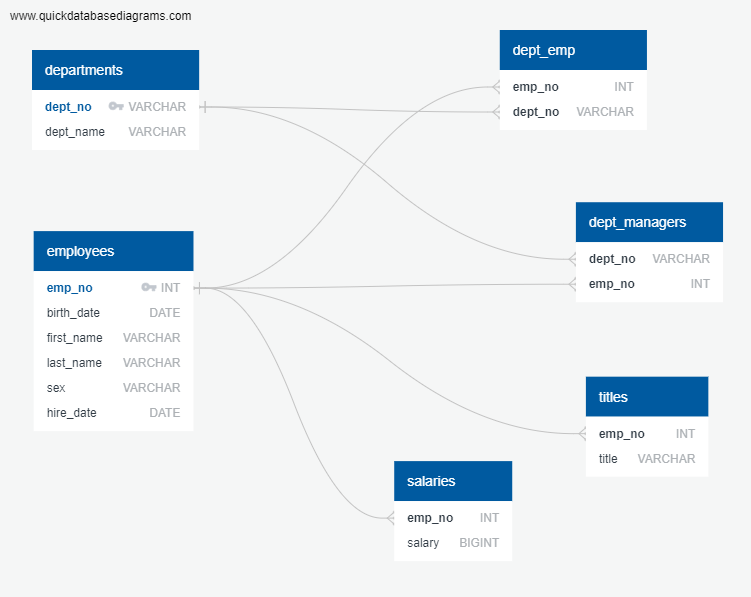 www.quickdatabasediagrams.com
departments
dept_no VARCHAR
dept_name VARCHAR
dept_emp
emp_no INT
dept_no VARCHAR
employees
emp_no INT
birth_date DATE
first_name VARCHAR
last_name VARCHAR
sex VARCHAR
hire_date DATE
dept_managers
dept_no VARCHAR
emp_no INT
titles
emp_no INT
title VARCHAR
salaries
emp_no INT
salary BIGINT